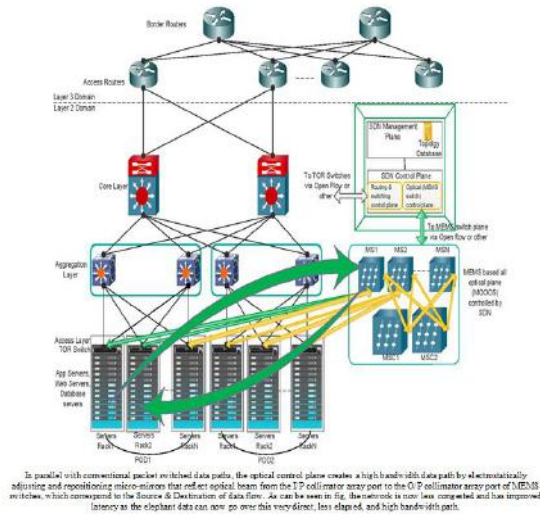 Border Routers
Access Routers
Layer 3 Domain
Layer 2 Domain
SDN Management
Plane
Topology
Database
SDN Control Plane
Routing &
switching
control plane
Optical (MEMS
switch)
control plane
To TOR Switches
via Open Flow or
other
Core Layer
To MEMS switch plane
via Open flow or other
MS1
MS2
MSN
Aggregation
Layer
MEMS based all
optical plane
(MODOS)
controlled by
SDN
MSC1
MSC2
Access Layer
TOR Switch
App Servers,
Web Servers,
Database
servers
Servers
Rack1
Servers
Rack2
Servers
RackN
Servers
Rack1
Servers
Rack2
Servers
RackN
POD1
POD2
In parallel with conventional packet switched data paths, the optical control plane creates a high bandwidth data path by electrostatically
adjusting and repositioning micro-mirrors that reflect optical beam from the I/P collimator array port to the O/P collimator array port of MEMS
switches, which correspond to the Source & Destination of data flow. As can be seen in fig, the network is now less congested and has improved
latency as the elephant data can now go over this very direct, less elapsed, and high bandwidth path.